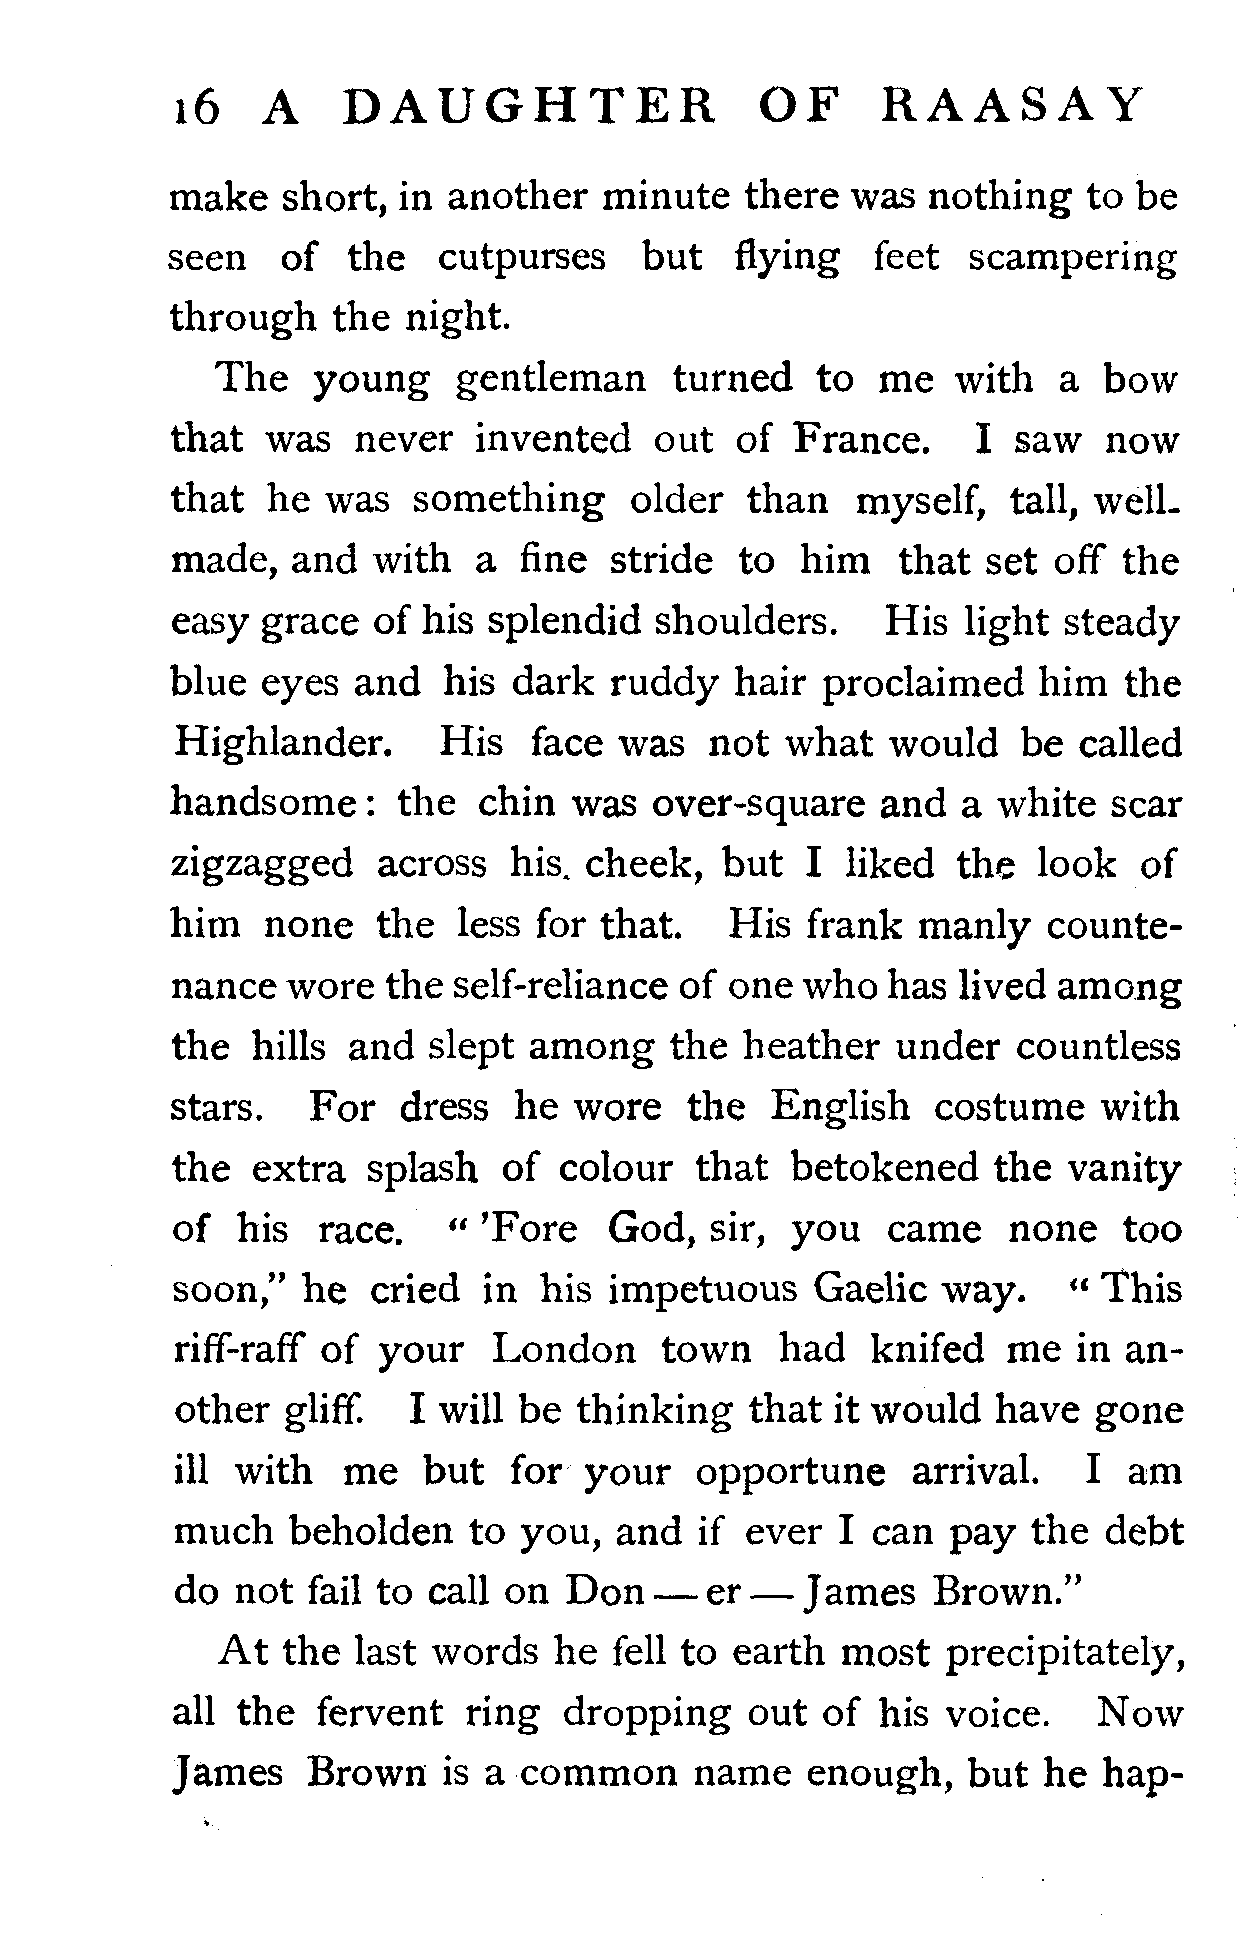 16 A DAUGHTER OF RAASAY
make short, in another minute there was nothing to be
seen of the cutpurses but flying feet scampering
through the night.
The young gentleman turned to me with a bow
that was never invented out of France. I saw now
that he was something older than myself, tall, well-
made, and with a fine stride to him that set off the
easy grace of his splendid shoulders. His light steady
blue eyes and his dark ruddy hair proclaimed him the
Highlander. His face was not what would be called
handsome: the chin was over-square and a white scar
zigzagged across his. cheek, but I liked the look of
him none the less for that. His frank manly counte-
nance wore the self-reliance of one who has lived among
the hills and slept among the heather under countless
stars. For dress he wore the English costume with
the extra splash of colour that betokened the vanity
of his race. “ ’Fore God, sir, you came none too
soon,” he cried in his impetuous Gaelic way. “ This
riff-raff of your London town had knifed me in an-
other gliff. I will be thinking that it would have gone
ill with me but for your opportune arrival. I am
much beholden to you, and if ever I can pay the debt
do not fail to call on Don — er — James Brown.”
At the last words he fell to earth most precipitately,
all the fervent ring dropping out of his voice. Now
James Brown is a common name enough, but he hap-